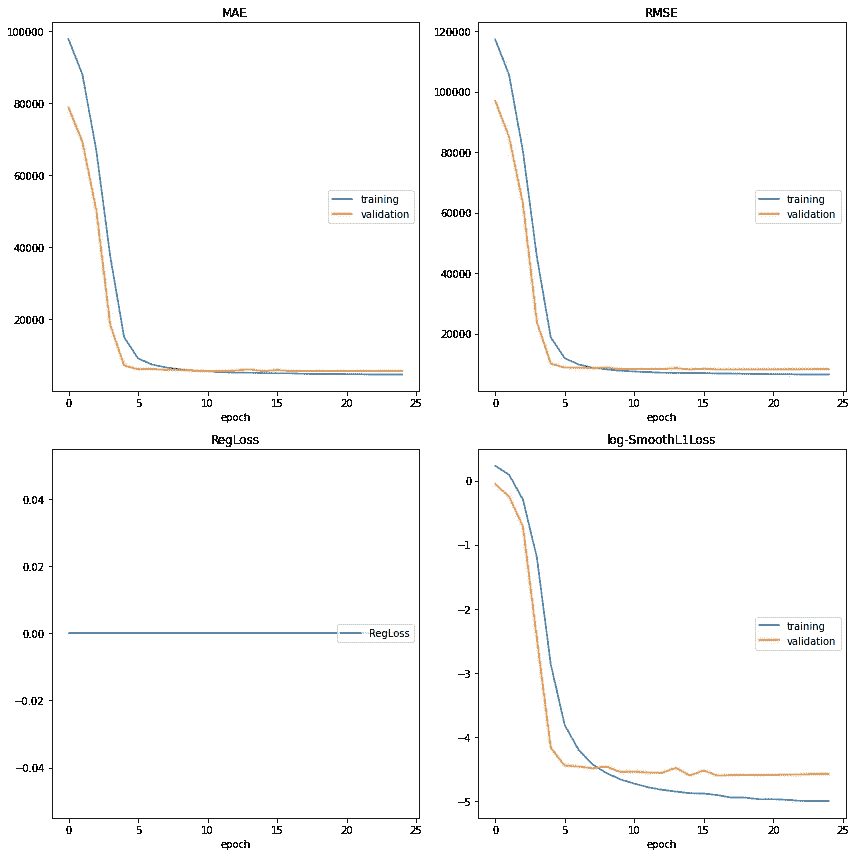 MAE
100000
80000
60000
40000
20000
training
validation
0 5 10 15 20 25
epoch
RMSE
120000
100000
80000
60000
40000
20000
training
validation
0 5 10 15 20 25
epoch
RegLoss
0.04
0.02
0.00
−0.02
−0.04
RegLoss
0 5 10 15 20 25
epoch
log-SmoothL1Loss
0
−1
−2
−3
−4
−5
training
validation
0 5 10 15 20 25
epoch